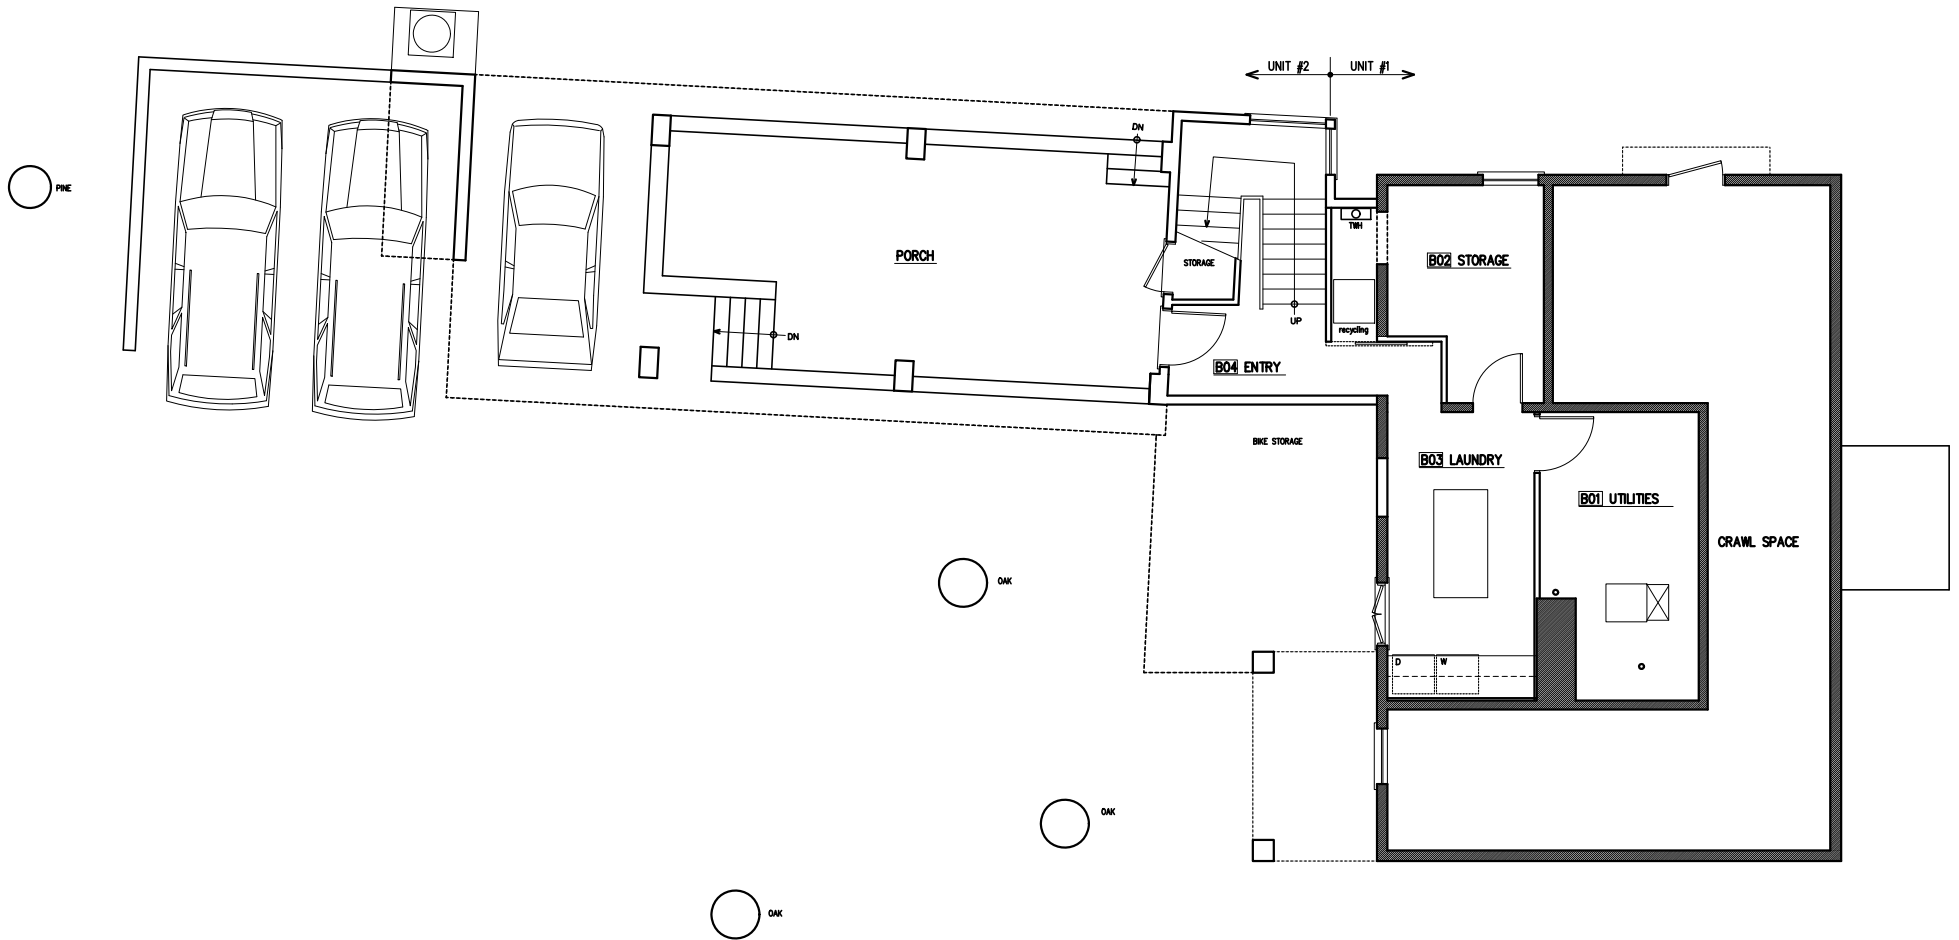 UNIT #2
UNIT #1
DN
PINE
TWH
PORCH
B02 STORAGE
STORAGE
UP
recycling
DN
B04 ENTRY
BIKE STORAGE
B03 LAUNDRY
B01 UTILITIES
CRAWL SPACE
OAK
D
W
OAK
OAK